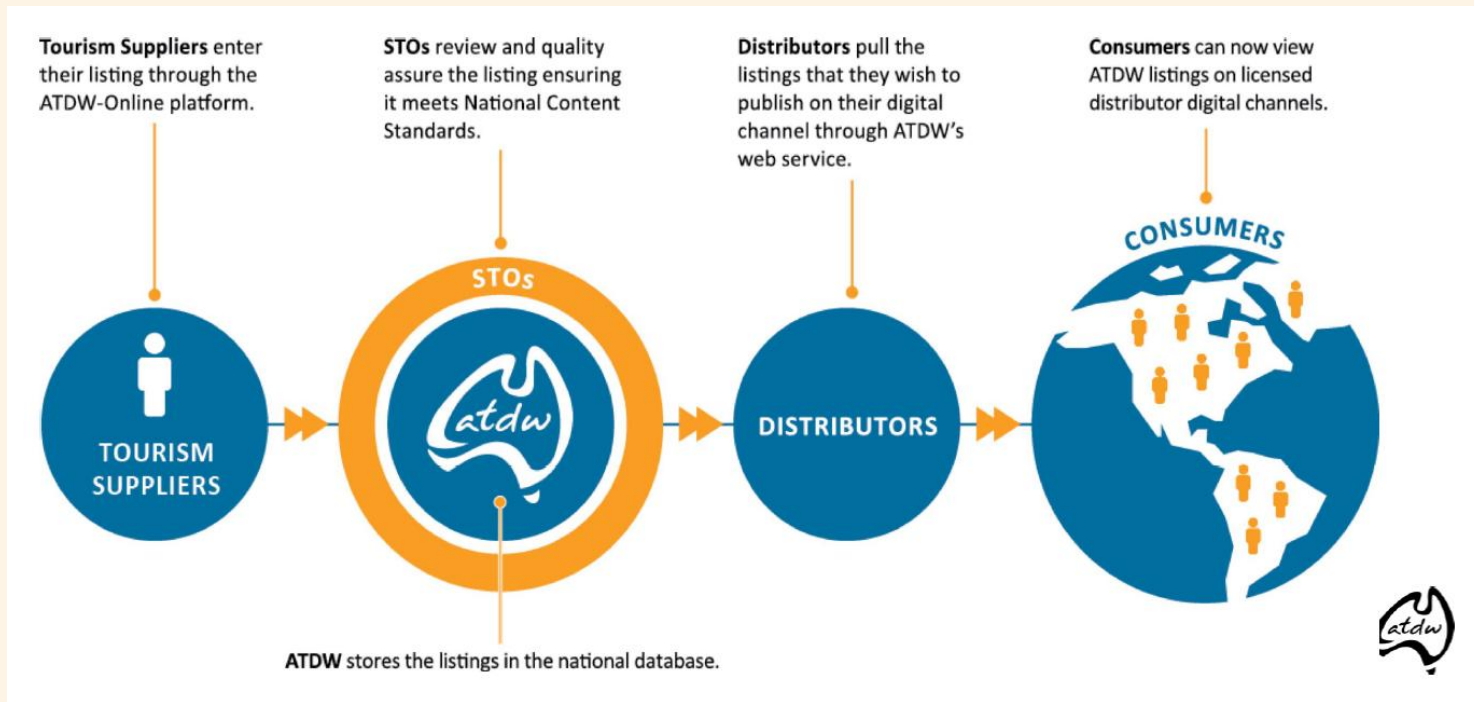 Tourism Suppliers enter
their listing through the
ATDW-Online platform.
STOs review and quality
assure the listing ensuring
it meets National Content
Standards.
Distributors pull the
listings that they wish to
publish on their digital
channel through ATDW’s
web service.
Consumers can now view
ATDW listings on licensed
distributor digital channels.
TOURISM
SUPPLIERS
STOs
atdw
DISTRIBUTORS
CONSUMERS
ATDW stores the listings in the national database.
atdw